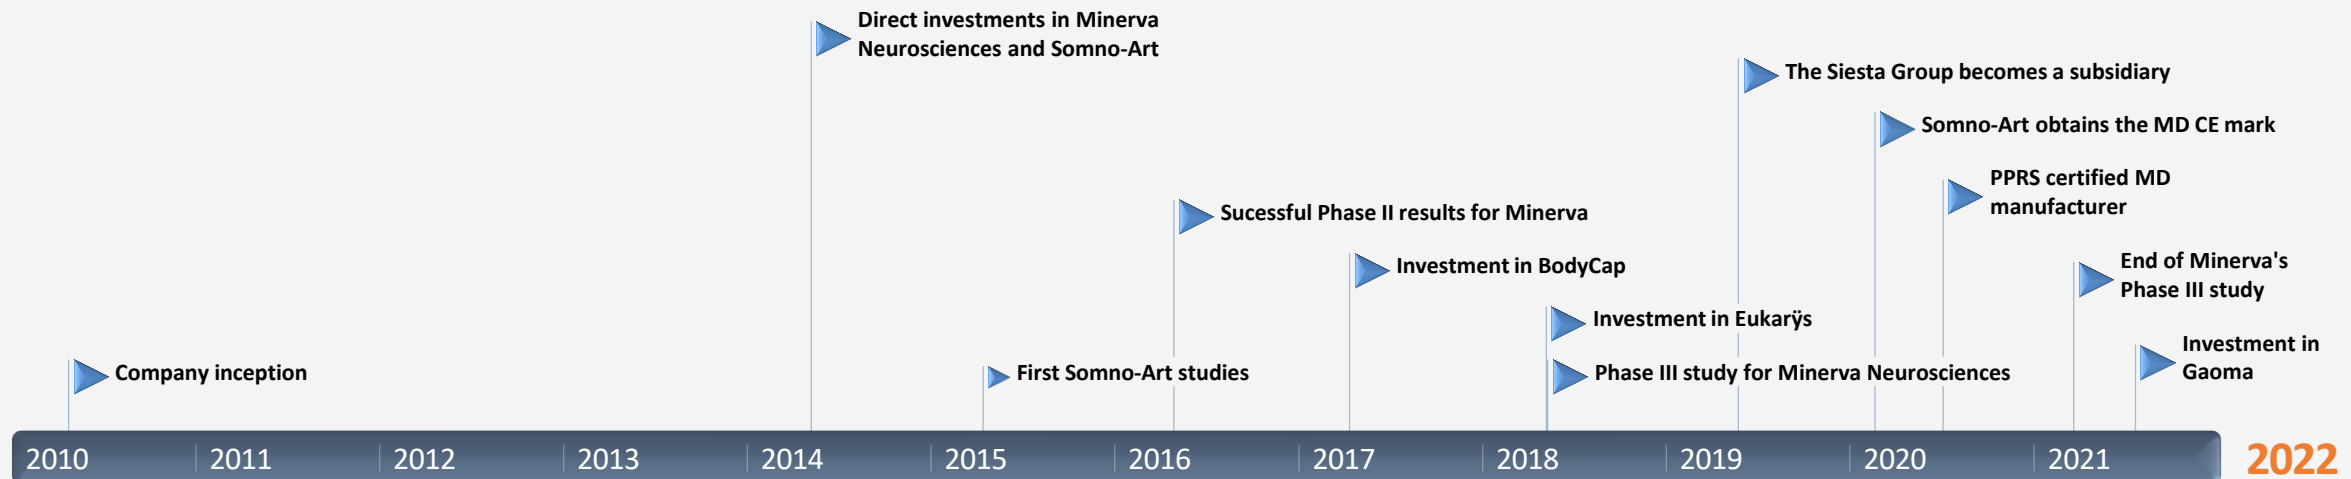 Direct investments in Minerva
Neurosciences and Somno-Art
The Siesta Group becomes a subsidiary
Somno-Art obtains the MD CE mark
PPRS certified MD
manufacturer
Sucessful Phase II results for Minerva
Investment in BodyCap
End of Minerva's
Phase III study
Investment in Eukarÿs
Investment in
Gaoma
Company inception
First Somno-Art studies
Phase III study for Minerva Neurosciences
2010
2011
2012
2013
2014
2015
2016
2017
2018
2019
2020
2021
2022